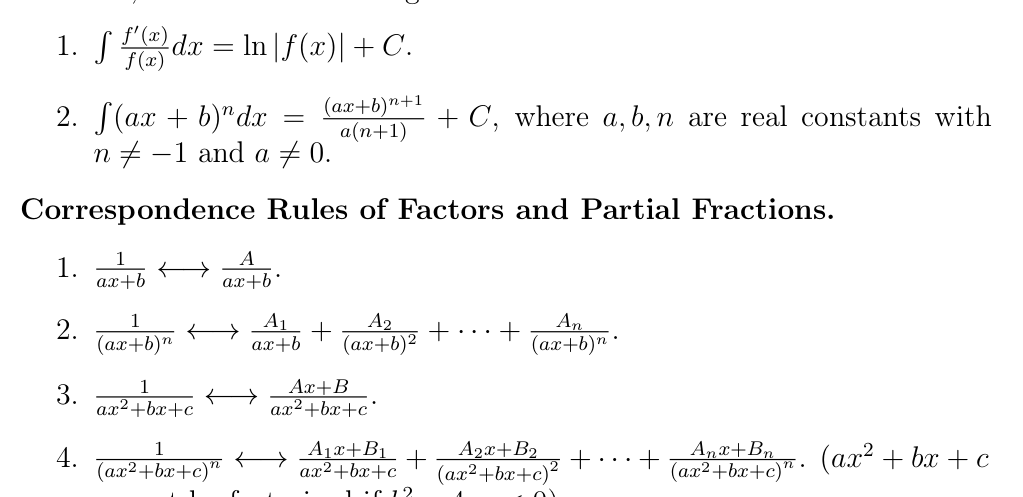 1. ∫ f′(x)/f(x) dx = ln |f(x)| + C.
2. ∫(ax + b)ⁿdx = (ax+b)ⁿ⁺¹/a(n+1) + C, where a, b, n are real constants with
n ≠ −1 and a ≠ 0.
Correspondence Rules of Factors and Partial Fractions.
1. 1/(ax+b) ⟷ A/(ax+b).
2. 1/(ax+b)ⁿ ⟷ A₁/(ax+b) + A₂/(ax+b)² + · · · + Aₙ/(ax+b)ⁿ.
3. 1/(ax²+bx+c) ⟷ (Ax+B)/(ax²+bx+c).
4. 1/(ax²+bx+c)ⁿ ⟷ (A₁x+B₁)/(ax²+bx+c) + (A₂x+B₂)/(ax²+bx+c)² + · · · + (Aₙx+Bₙ)/(ax²+bx+c)ⁿ. (ax² + bx + c